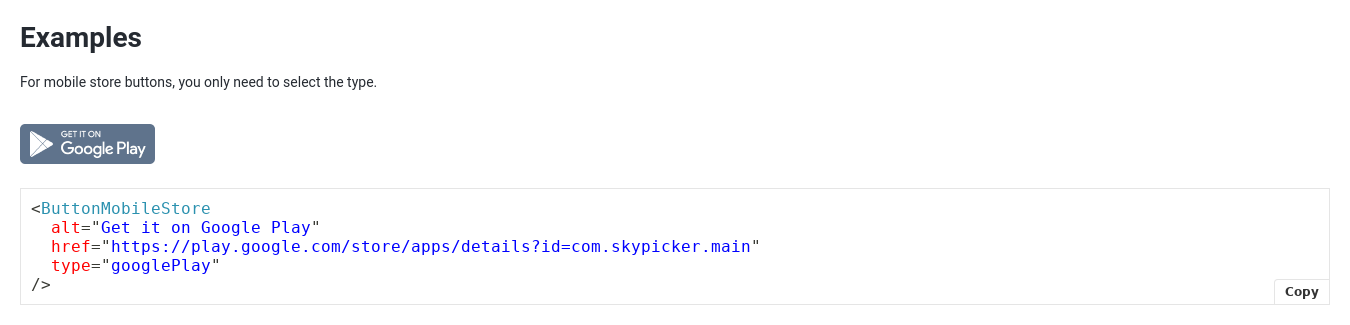 Examples
For mobile store buttons, you only need to select the type.
GET IT ON
Google Play
<ButtonMobileStore
  alt="Get it on Google Play"
  href="https://play.google.com/store/apps/details?id=com.skypicker.main"
  type="googlePlay"
/>
Copy